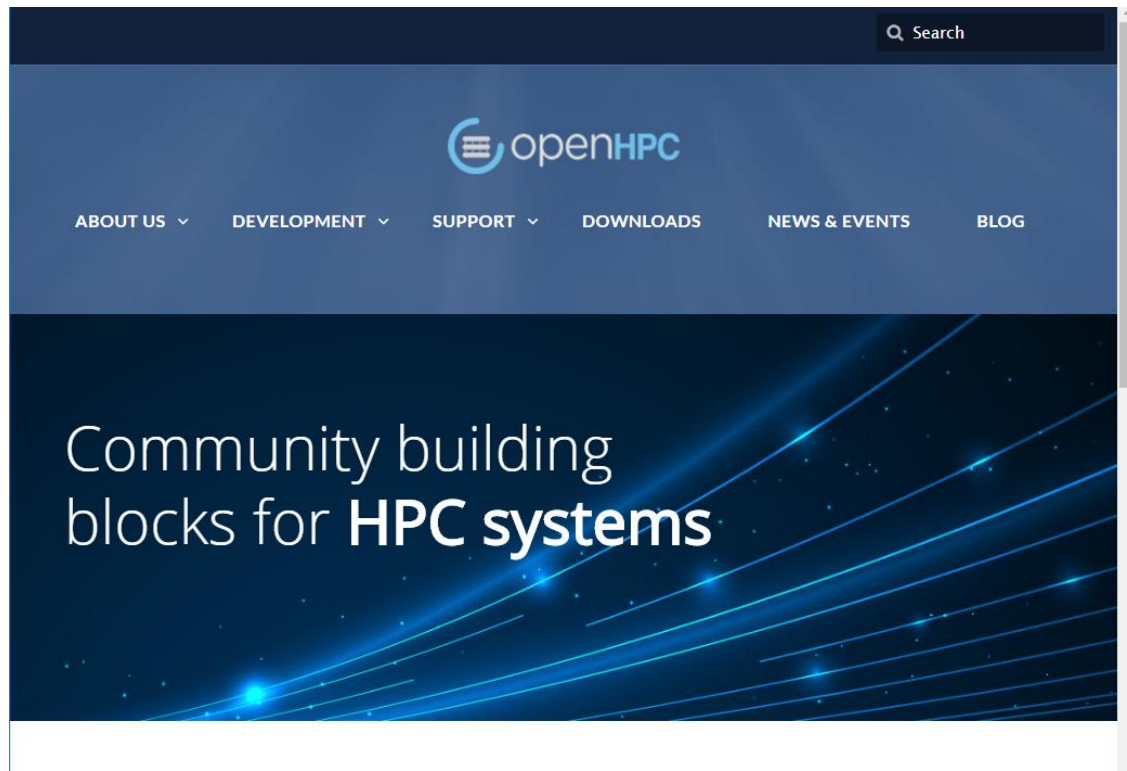 Search
openHPC
ABOUT US DEVELOPMENT SUPPORT DOWNLOADS NEWS & EVENTS BLOG
Community building
blocks for HPC systems